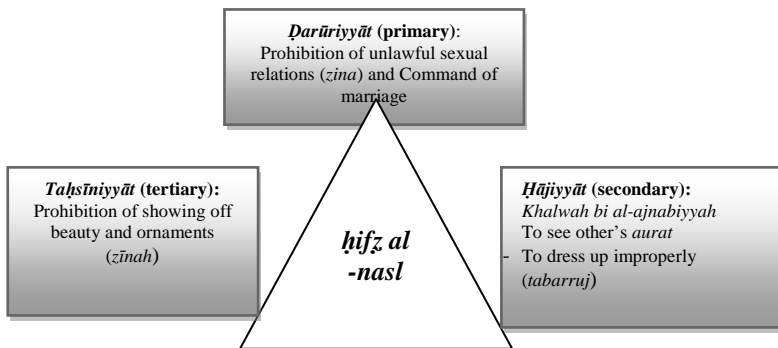 Ḍarūriyyāt (primary):
Prohibition of unlawful sexual
relations (zina) and Command of
marriage
Taḥsīniyyāt (tertiary):
Prohibition of showing off
beauty and ornaments
(zīnah)
ḥifẓ al
-nasl
Ḥājiyyāt (secondary):
Khalwah bi al-ajnabiyyah
To see other's aurat
- To dress up improperly
(tabarruj)